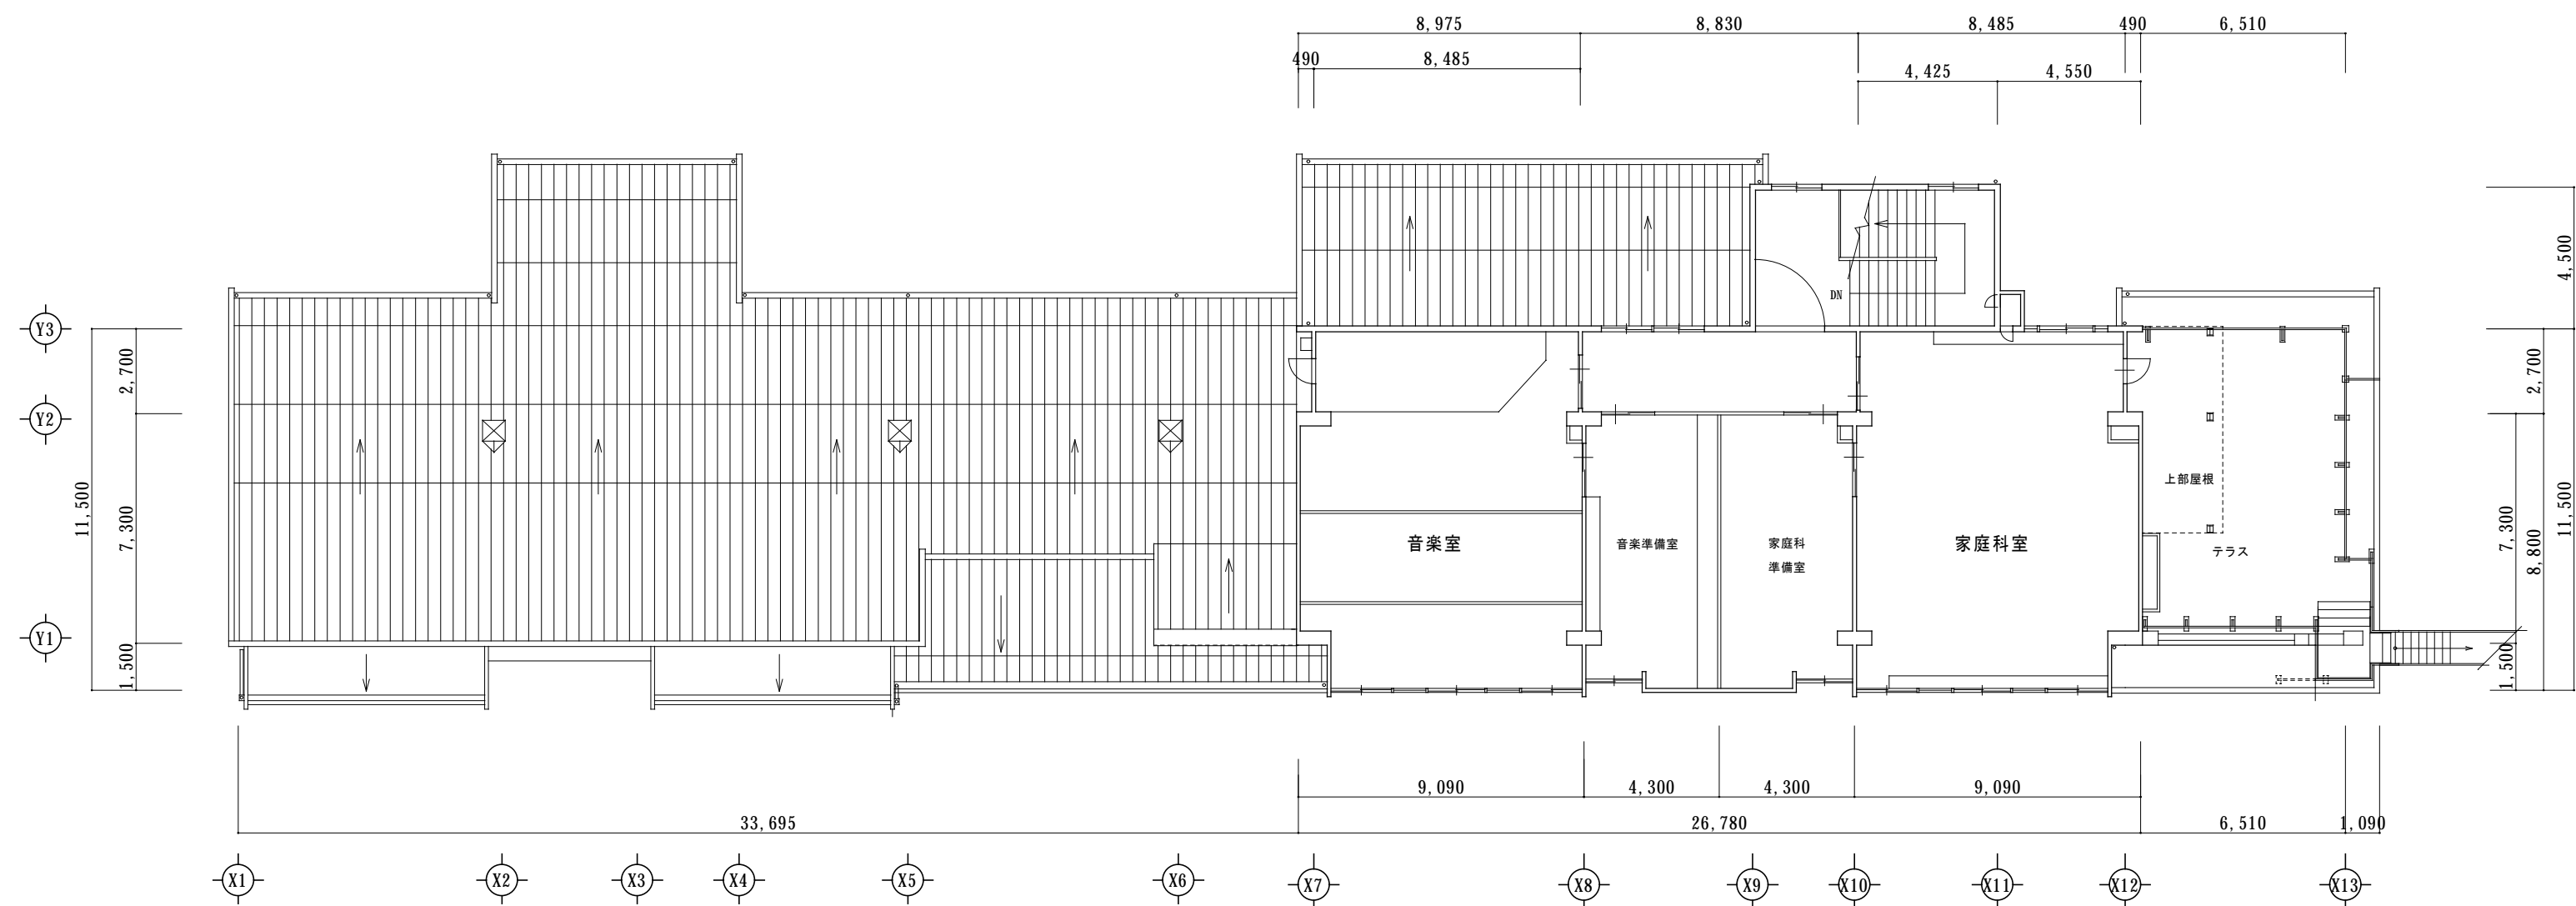 8,975 8,830 8,485 490 6,510
490 8,485
4,425 4,550
4,500
DN
Y3
2,700 2,700
Y2
上部屋根
11,500 7,300 7,300 8,800 11,500
音楽室 音楽準備室 家庭科 家庭科室 テラス
準備室
Y1
1,500 1,500
9,090 4,300 4,300 9,090
33,695 26,780 6,510 1,090
X1 X2 X3 X4 X5 X6 X7 X8 X9 X10 X11 X12 X13